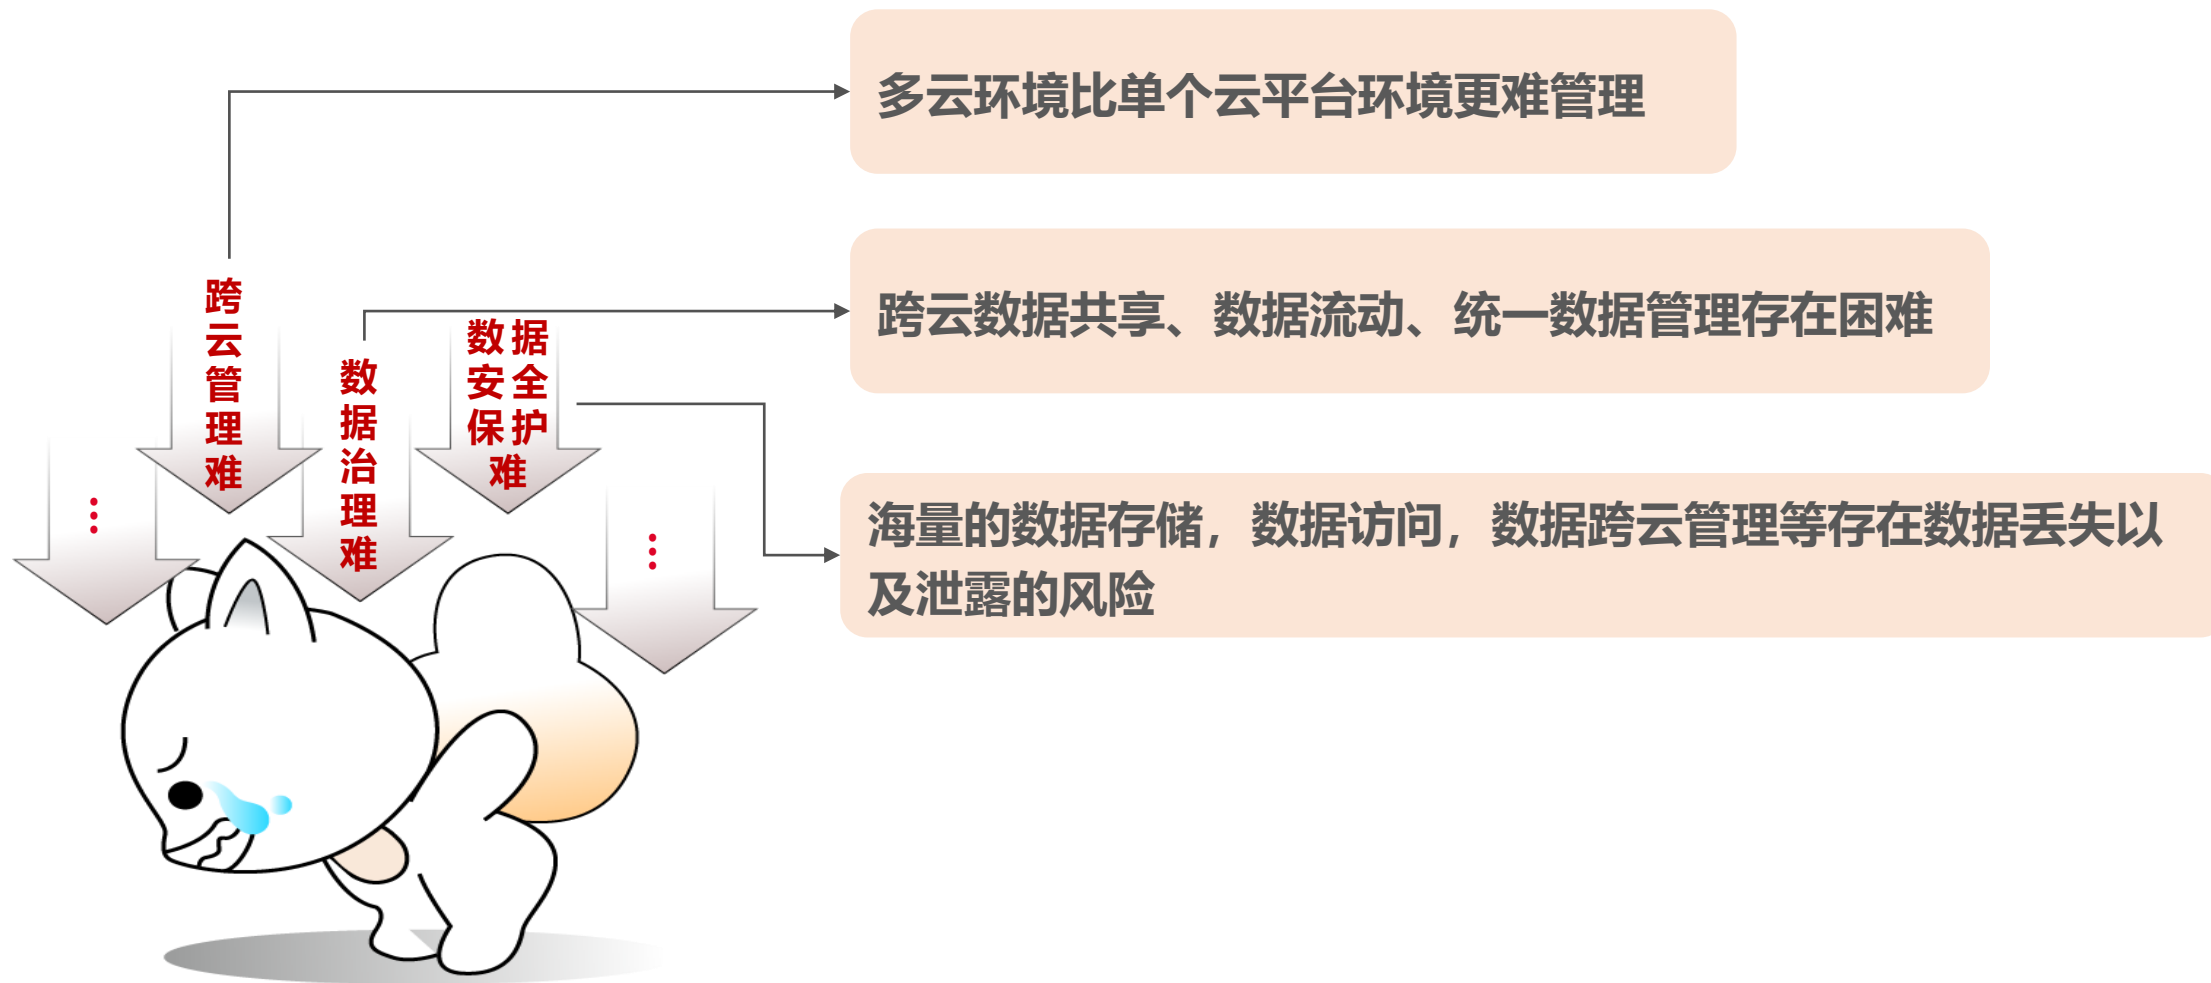 多云环境比单个云平台环境更难管理
跨云数据共享、数据流动、统一数据管理存在困难
海量的数据存储，数据访问，数据跨云管理等存在数据丢失以
及泄露的风险
跨云管理难
数据治理难
数据
安全
保护
难
⋮
⋮